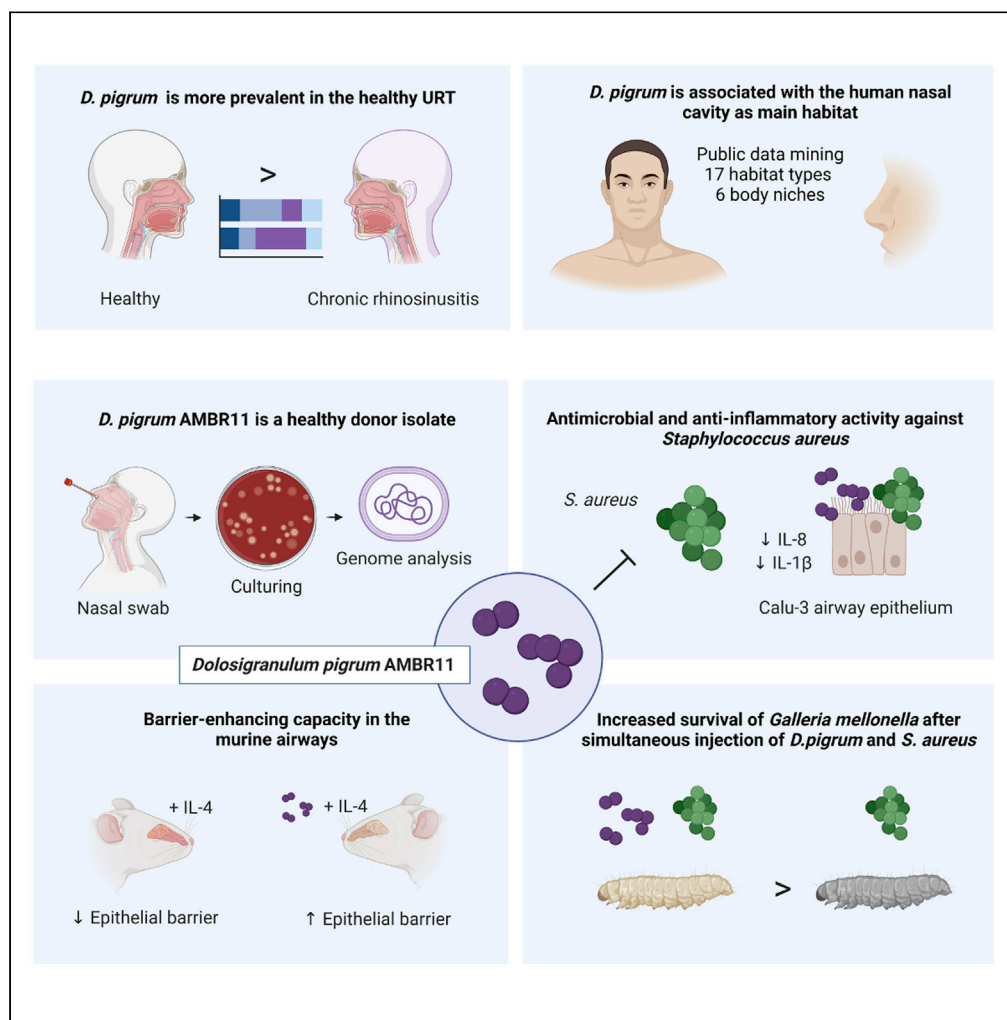 D. pigrum is more prevalent in the healthy URT
>
Healthy
Chronic rhinosinusitis
D. pigrum is associated with the human nasal
cavity as main habitat
Public data mining
17 habitat types
6 body niches
D. pigrum AMBR11 is a healthy donor isolate
Nasal swab
Culturing
Genome analysis
Antimicrobial and anti-inflammatory activity against
Staphylococcus aureus
S. aureus
↓ IL-8
↓ IL-1β
Calu-3 airway epithelium
Dolosigranulum pigrum AMBR11
Barrier-enhancing capacity in the
murine airways
+ IL-4
+ IL-4
↓ Epithelial barrier
↑ Epithelial barrier
Increased survival of Galleria mellonella after
simultaneous injection of D.pigrum and S. aureus
>